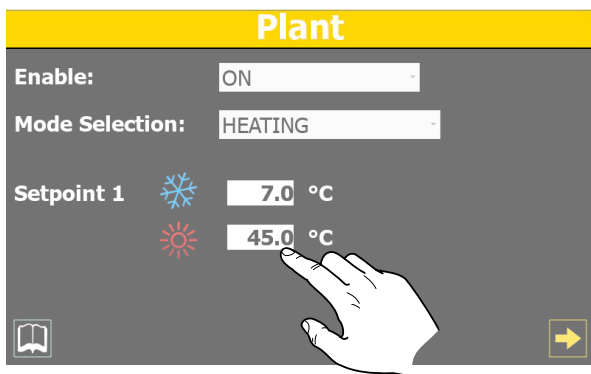 Plant
Enable: ON
Mode Selection: HEATING
Setpoint 1 7.0 °C
45.0 °C